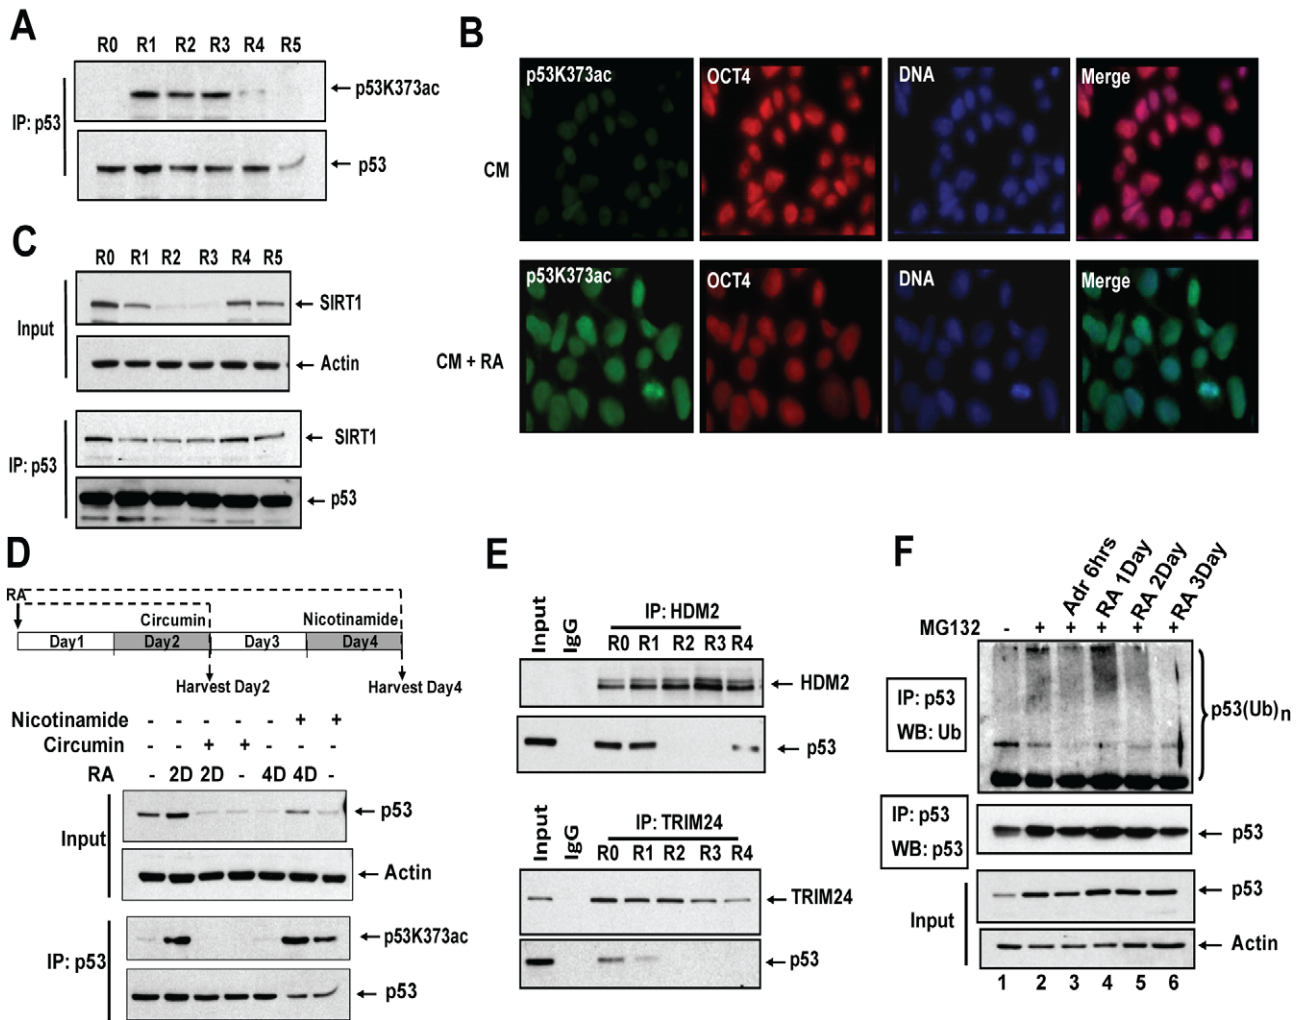 A
R0 R1 R2 R3 R4 R5
IP: p53
p53K373ac
p53
B
p53K373ac OCT4 DNA Merge
CM
p53K373ac OCT4 DNA Merge
CM + RA
C
R0 R1 R2 R3 R4 R5
Input
SIRT1
Actin
IP: p53
SIRT1
p53
D
RA
Circumin Nicotinamide
Day1 Day2 Day3 Day4
Harvest Day2 Harvest Day4
Nicotinamide - - - - - + +
Circumin - - + + - - -
RA - 2D 2D - 4D 4D -
Input
p53
Actin
IP: p53
p53K373ac
p53
E
Input IgG
IP: HDM2
R0 R1 R2 R3 R4
HDM2
p53
Input IgG
IP: TRIM24
R0 R1 R2 R3 R4
TRIM24
p53
F
Adr 6hrs RA 1Day RA 2Day RA 3Day
MG132 - + + + + +
IP: p53
WB: Ub
p53(Ub)n
IP: p53
WB: p53
p53
Input
p53
Actin
1 2 3 4 5 6